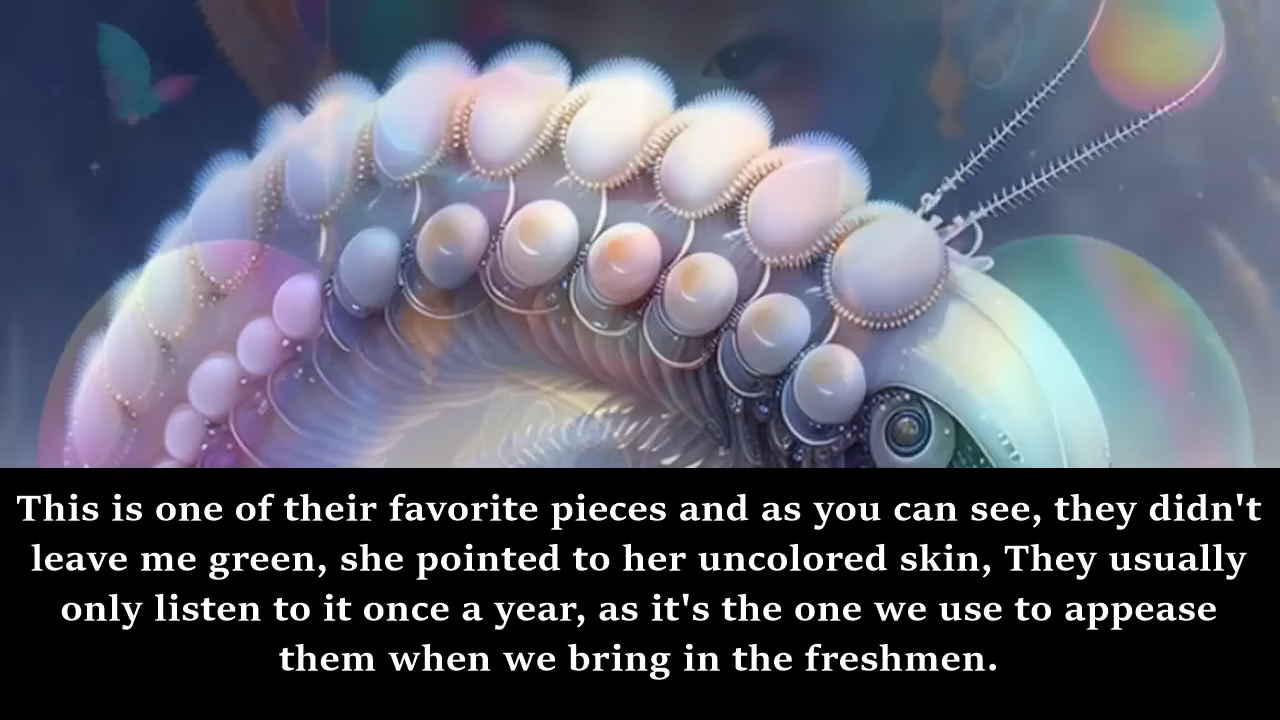 This is one of their favorite pieces and as you can see, they didn't
leave me green, she pointed to her uncolored skin, They usually
only listen to it once a year, as it's the one we use to appease
them when we bring in the freshmen.